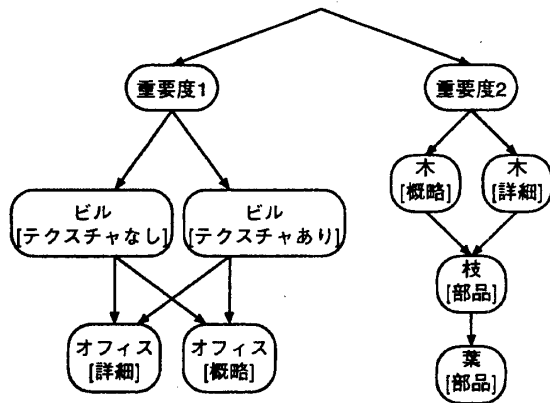 重要度1
重要度2
木
[概略]
木
[詳細]
ビル
[テクスチャなし]
ビル
[テクスチャあり]
枝
[部品]
オフィス
[詳細]
オフィス
[概略]
葉
[部品]